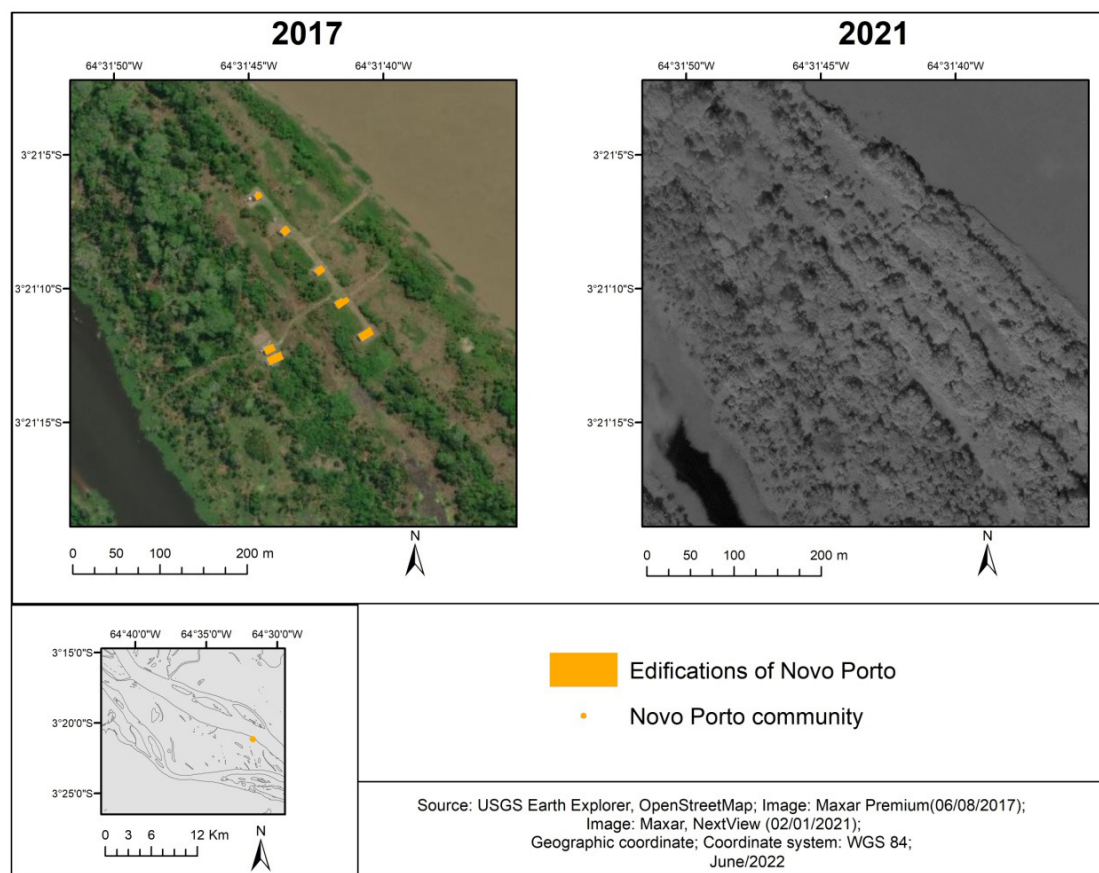 2017
2021
64°31'50"W 64°31'45"W 64°31'40"W
64°31'50"W 64°31'45"W 64°31'40"W
3°21'5"S
3°21'10"S
3°21'15"S
3°21'5"S
3°21'10"S
3°21'15"S
0 50 100 200 m
N
0 50 100 200 m
N
64°40'0"W 64°35'0"W 64°30'0"W
3°15'0"S
3°20'0"S
3°25'0"S
0 3 6 12 Km
N
Edifications of Novo Porto
Novo Porto community
Source: USGS Earth Explorer, OpenStreetMap; Image: Maxar Premium(06/08/2017);
Image: Maxar, NextView (02/01/2021);
Geographic coordinate; Coordinate system: WGS 84;
June/2022